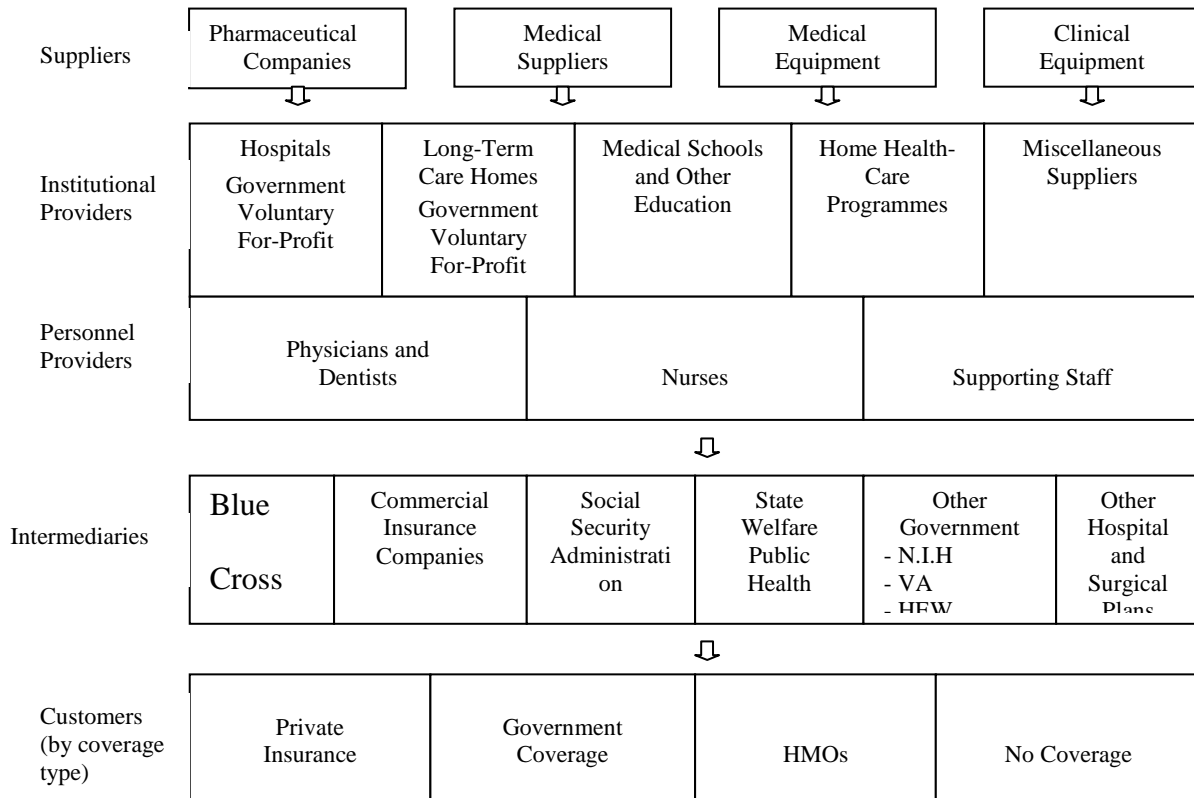 Suppliers
Pharmaceutical
Companies
Medical
Suppliers
Medical
Equipment
Clinical
Equipment
Institutional
Providers
Hospitals
Government
Voluntary
For-Profit
Long-Term
Care Homes
Government
Voluntary
For-Profit
Medical Schools
and Other
Education
Home Health-
Care
Programmes
Miscellaneous
Suppliers
Personnel
Providers
Physicians and
Dentists
Nurses
Supporting Staff
Intermediaries
Blue
Cross
Commercial
Insurance
Companies
Social
Security
Administrati
on
State
Welfare
Public
Health
Other
Government
- N.I.H
- VA
- HEW
Other
Hospital
and
Surgical
Plans
Customers
(by coverage
type)
Private
Insurance
Government
Coverage
HMOs
No Coverage